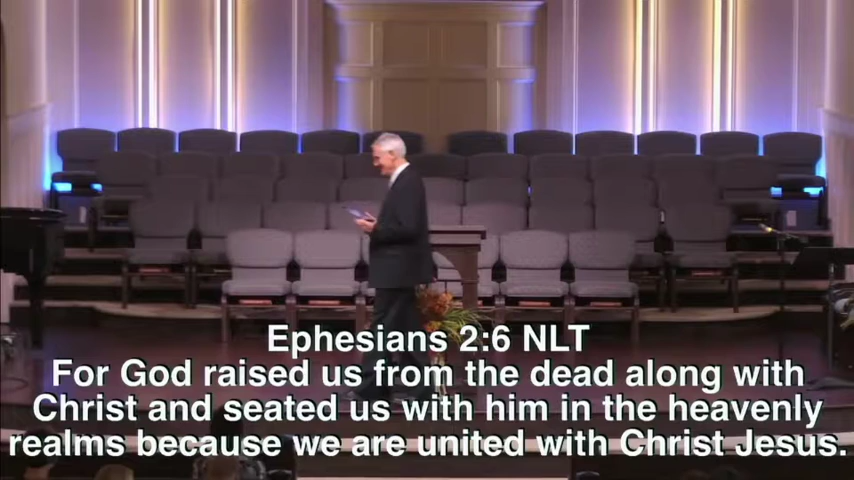 Ephesians 2:6 NLT
For God raised us from the dead along with
Christ and seated us with him in the heavenly
realms because we are united with Christ Jesus.